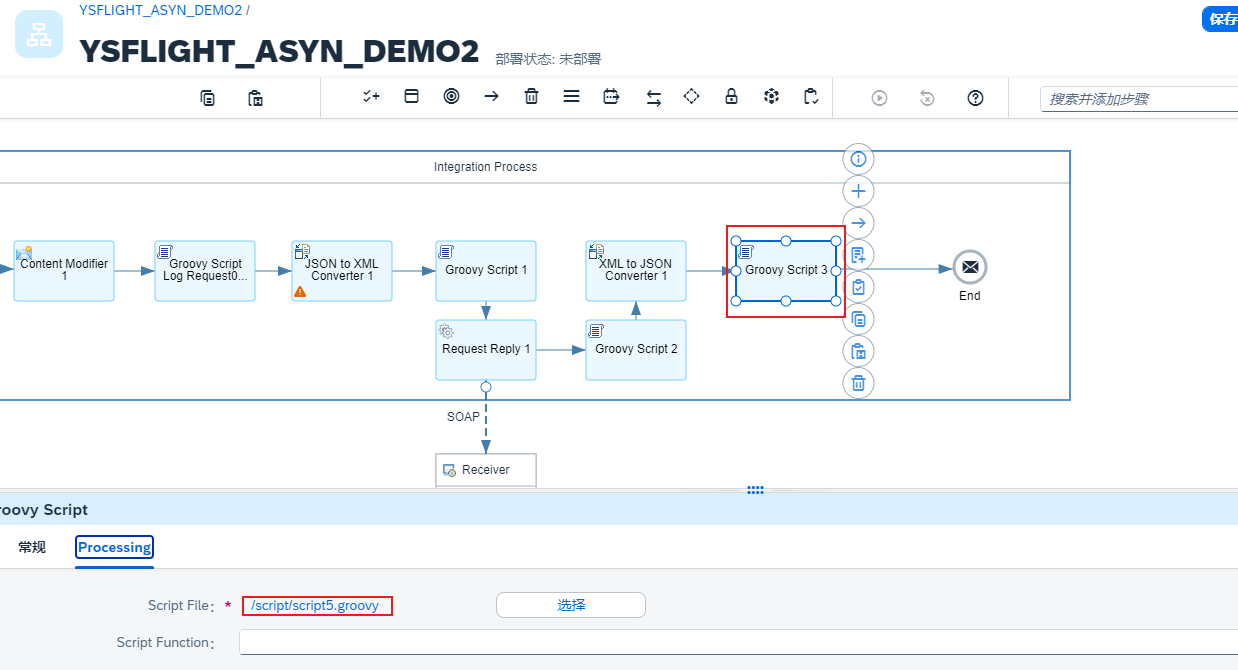 YSFLIGHT_ASYN_DEMO2 /
保存
YSFLIGHT_ASYN_DEMO2
部署状态: 未部署
搜索并添加步骤
Integration Process
Content Modifier
1
Groovy Script
Log Request0...
JSON to XML
Converter 1
Groovy Script 1
XML to JSON
Converter 1
Groovy Script 3
End
Request Reply 1
Groovy Script 2
SOAP
Receiver
roovy Script
常规
Processing
Script File: *
/script/script5.groovy
选择
Script Function: